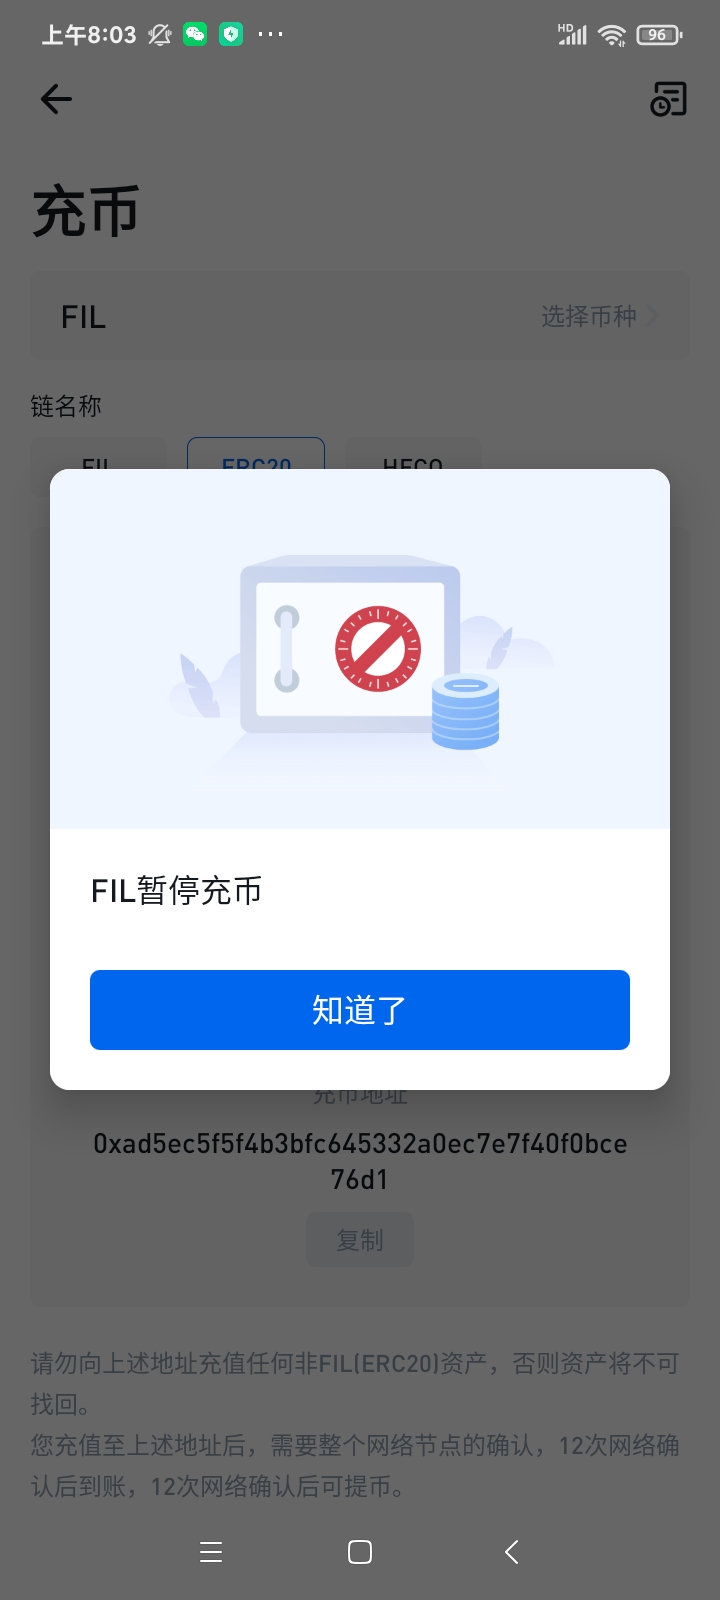 上午8:03
HD
96
充币
FIL
选择币种
链名称
FIL
ERC20
HECO
FIL暂停充币
知道了
充币地址
0xad5ec5f5f4b3bfc645332a0ec7e7f40f0bce
76d1
复制
请勿向上述地址充值任何非FIL(ERC20)资产，否则资产将不可
找回。
您充值至上述地址后，需要整个网络节点的确认，12次网络确
认后到账，12次网络确认后可提币。